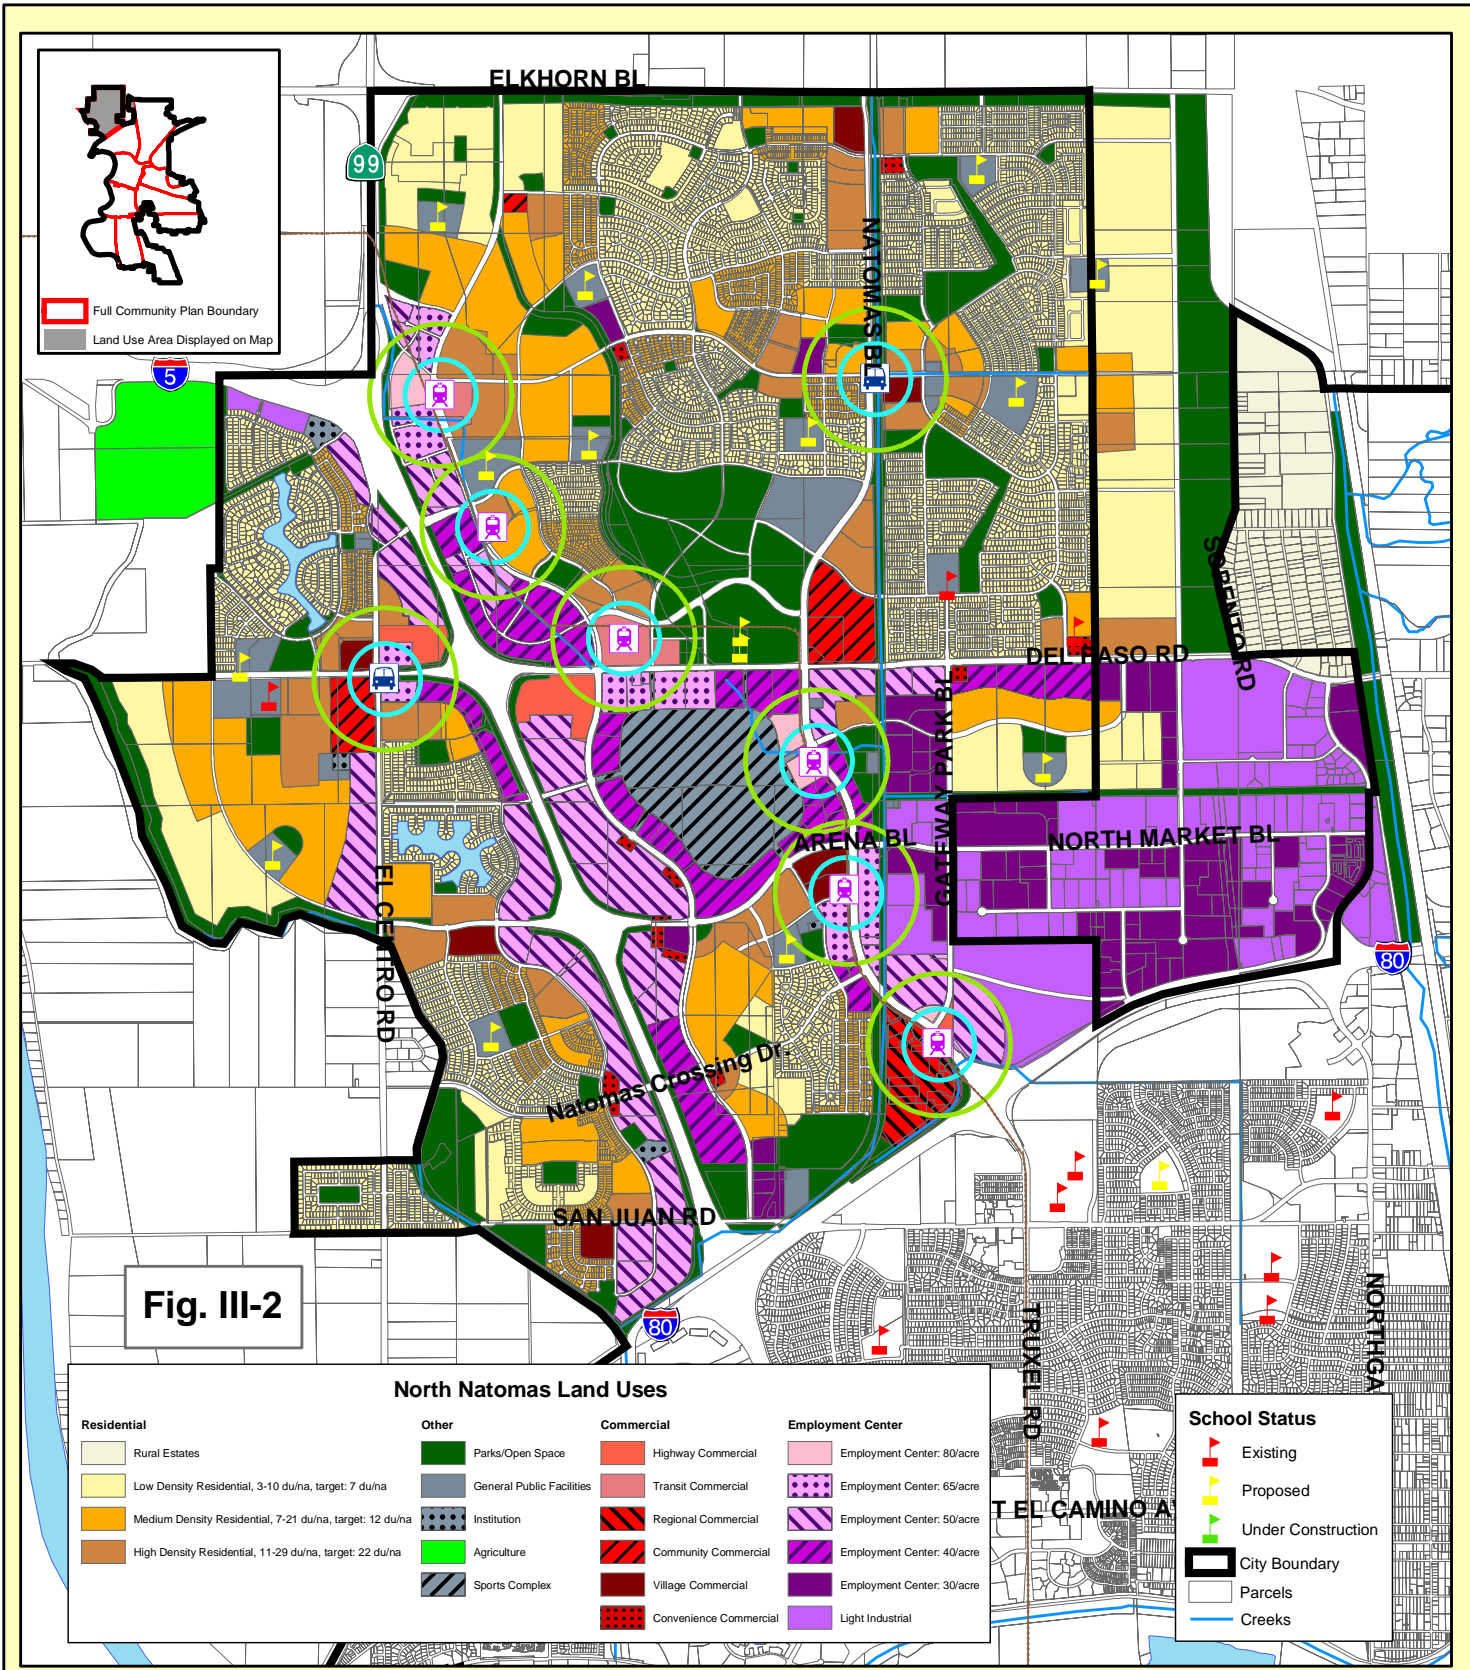 ELKHORN BL
99
Full Community Plan Boundary
Land Use Area Displayed on Map
5
NATOMAS BL
SORENTO RD
DEL PASO RD
GATEWAY PARK BL
ARENA BL
NORTH MARKET BL
EL CENTRO RD
80
Natomas Crossing Dr.
SAN JUAN RD
Fig. III-2
80
TRUXEL RD
NORTHGA
T EL CAMINO A
North Natomas Land Uses
Residential
Rural Estates
Low Density Residential, 3-10 du/na, target: 7 du/na
Medium Density Residential, 7-21 du/na, target: 12 du/na
High Density Residential, 11-29 du/na, target: 22 du/na
Other
Parks/Open Space
General Public Facilities
Institution
Agriculture
Sports Complex
Commercial
Highway Commercial
Transit Commercial
Regional Commercial
Community Commercial
Village Commercial
Convenience Commercial
Employment Center
Employment Center: 80/acre
Employment Center: 65/acre
Employment Center: 50/acre
Employment Center: 40/acre
Employment Center: 30/acre
Light Industrial
School Status
Existing
Proposed
Under Construction
City Boundary
Parcels
Creeks